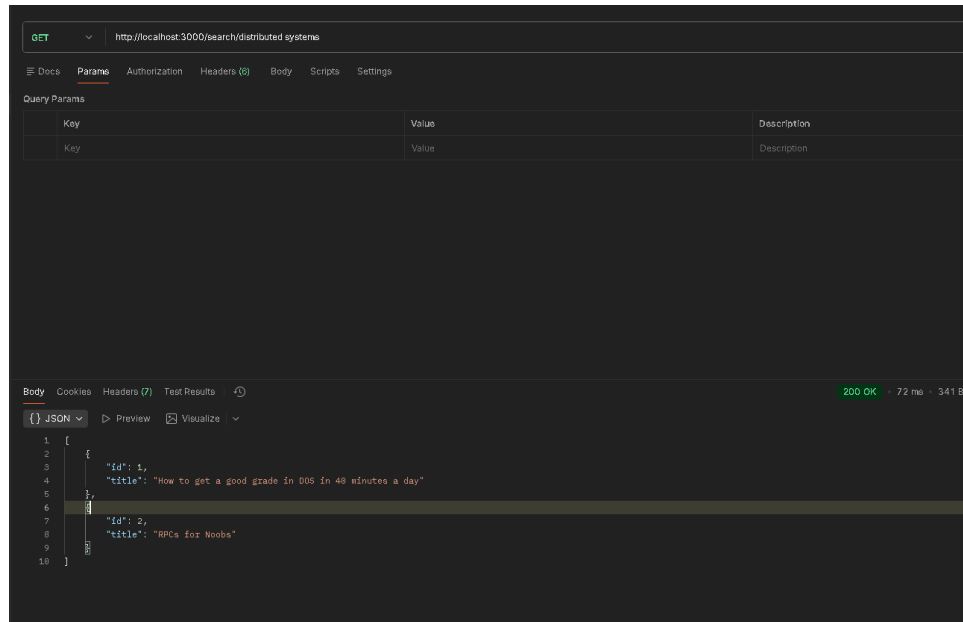 GET http://localhost:3000/search/distributed systems
Docs Params Authorization Headers (6) Body Scripts Settings
Query Params
Key Value Description
Key Value Description
Body Cookies Headers (7) Test Results 200 OK • 72 ms • 341 B
{} JSON Preview Visualize
1 [
2 {
3 "id": 1,
4 "title": "How to get a good grade in DOS in 40 minutes a day"
5 },
6 {
7 "id": 2,
8 "title": "RPCs for Noobs"
9 }
10 ]